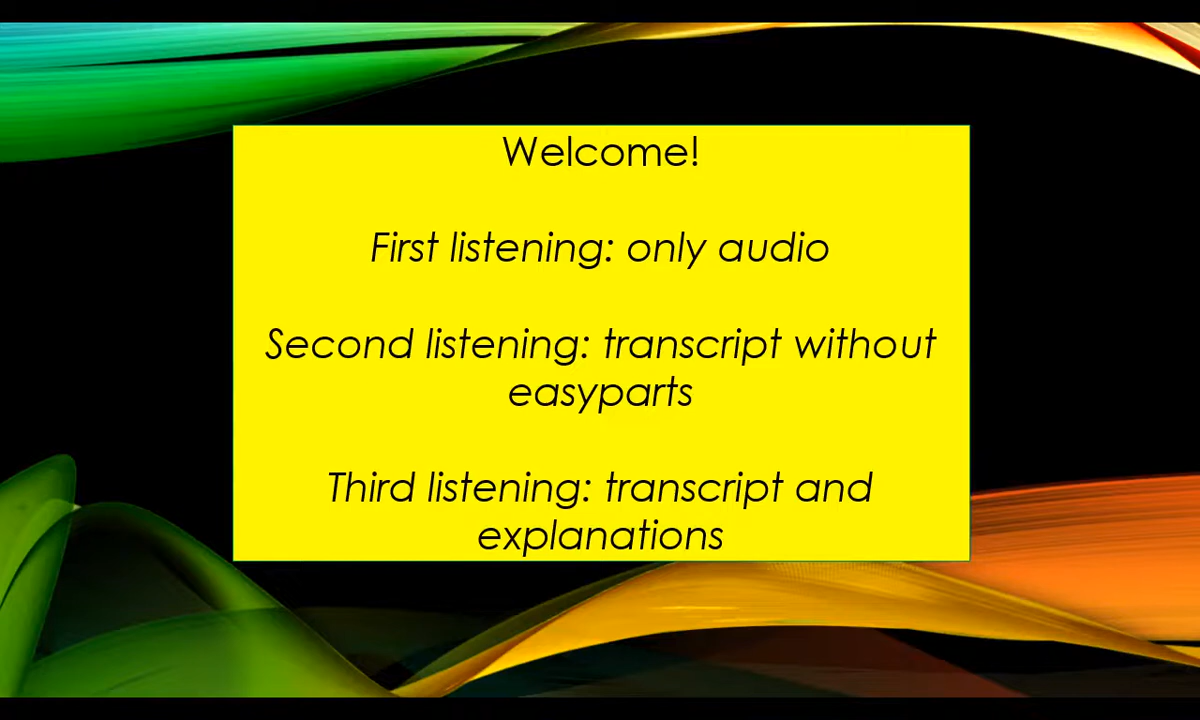 Welcome!
First listening: only audio
Second listening: transcript without
easyparts
Third listening: transcript and
explanations